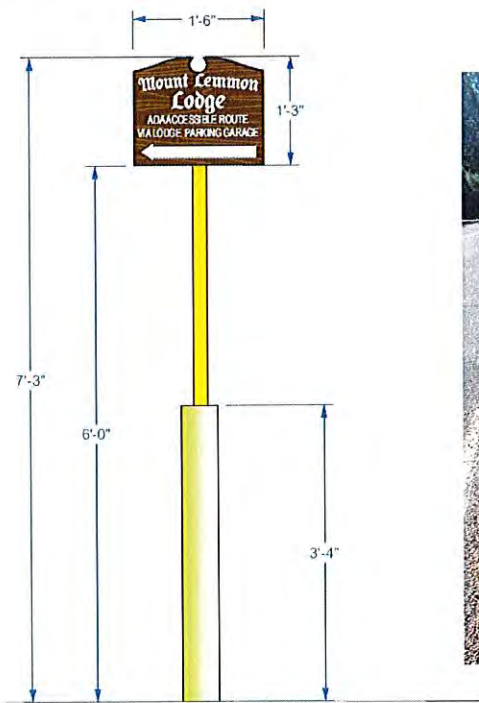 1'-6"
Mount Lemmon
Lodge
ADA ACCESSIBLE ROUTE
VIA LODGE PARKING GARAGE
1'-3"
7'-3"
6'-0"
3'-4"